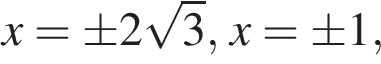 x = ±2√3, x = ±1,